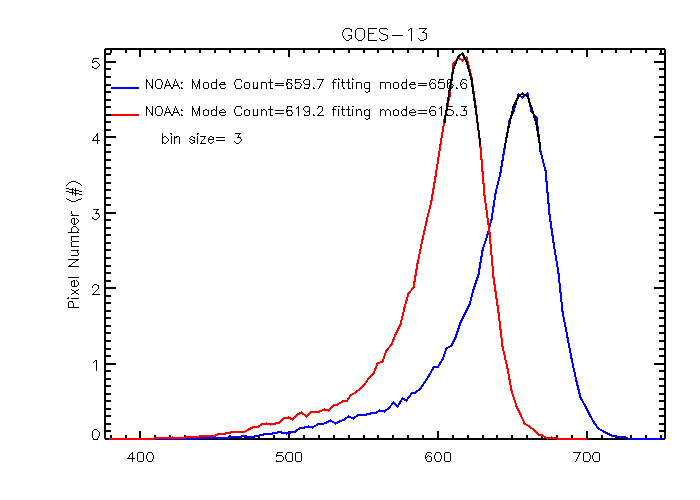 GOES-13
NOAA: Mode Count=659.7 fitting mode=656.6
NOAA: Mode Count=619.2 fitting mode=615.3
bin size= 3
Pixel Number (#)
5
4
3
2
1
0
400 500 600 700